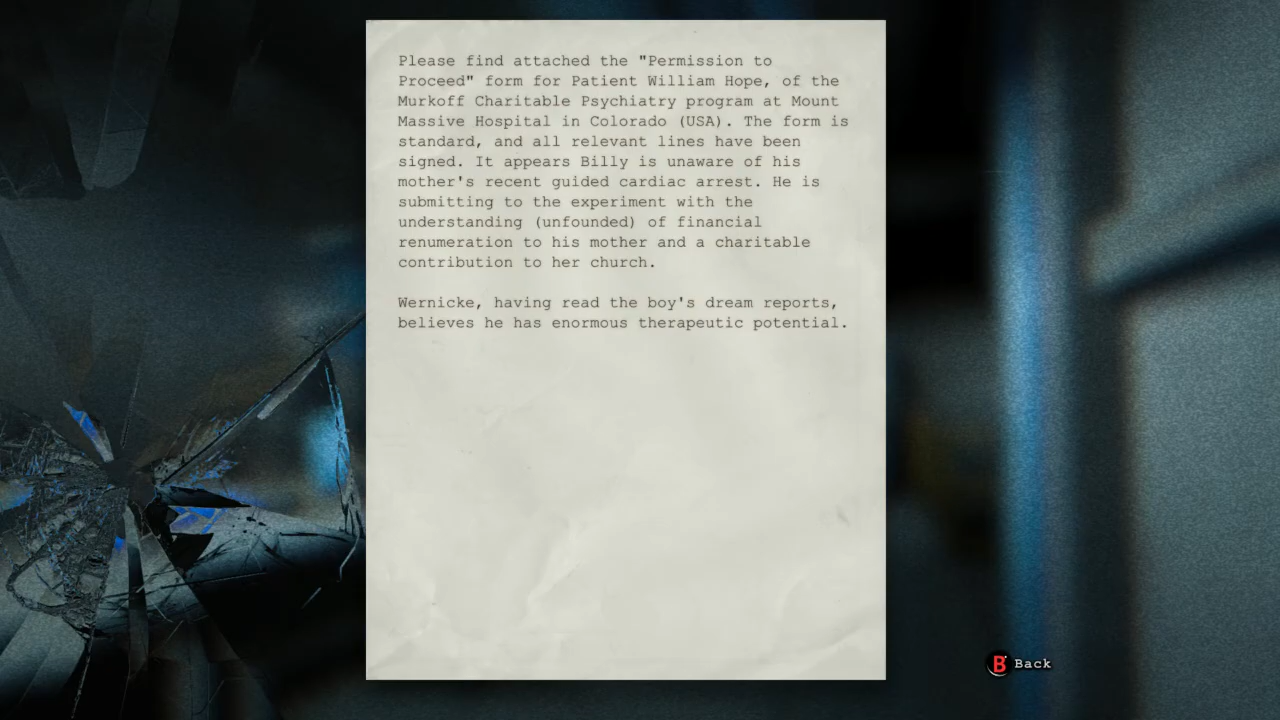 Please find attached the "Permission to
Proceed" form for Patient William Hope, of the
Murkoff Charitable Psychiatry program at Mount
Massive Hospital in Colorado (USA). The form is
standard, and all relevant lines have been
signed. It appears Billy is unaware of his
mother's recent guided cardiac arrest. He is
submitting to the experiment with the
understanding (unfounded) of financial
renumeration to his mother and a charitable
contribution to her church.
Wernicke, having read the boy's dream reports,
believes he has enormous therapeutic potential.
B Back